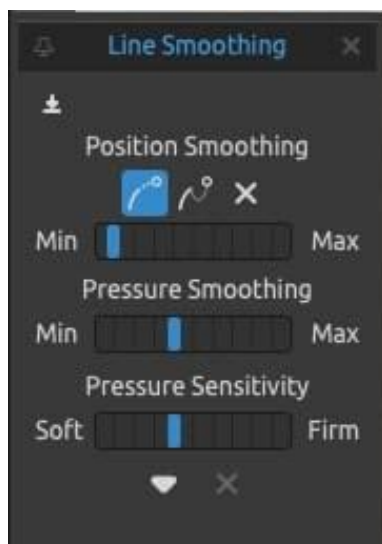 Line Smoothing
Position Smoothing
Min Max
Pressure Smoothing
Min Max
Pressure Sensitivity
Soft Firm